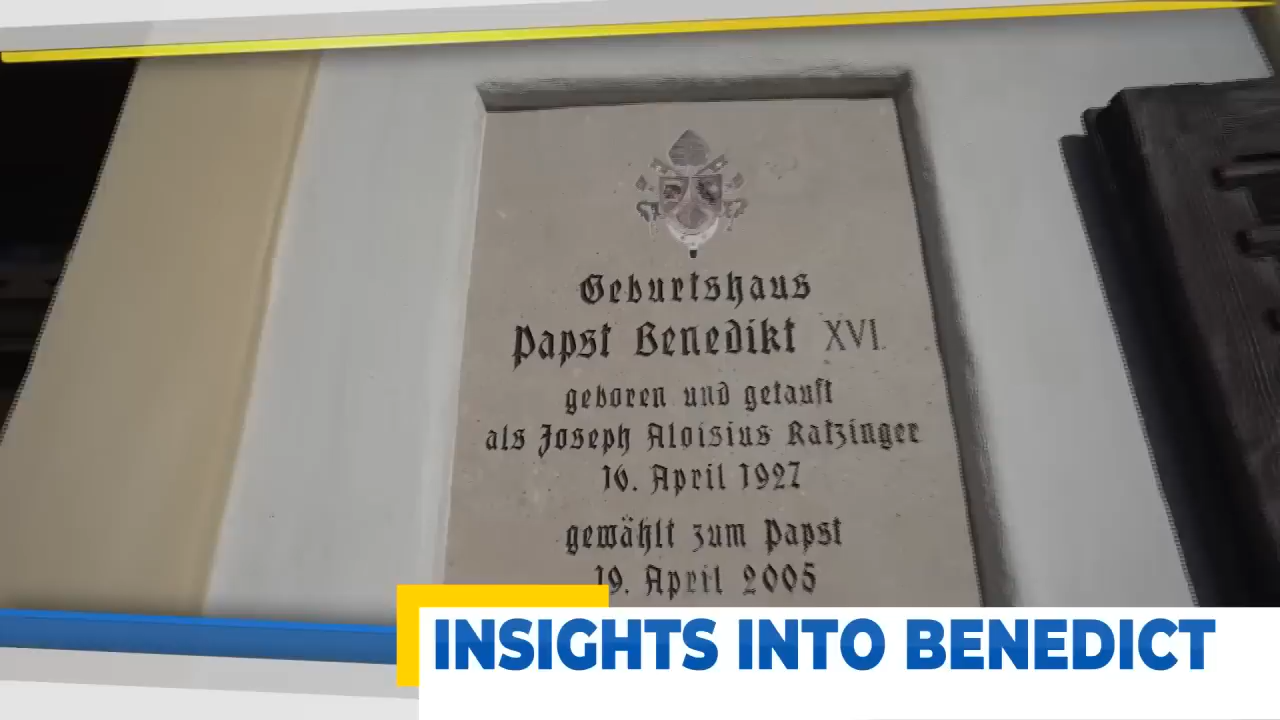 Geburtshaus
Papst Benedikt XVI.
geboren und getauft
als Joseph Aloisius Ratzinger
16. April 1927
gewählt zum Papst
19. April 2005
INSIGHTS INTO BENEDICT